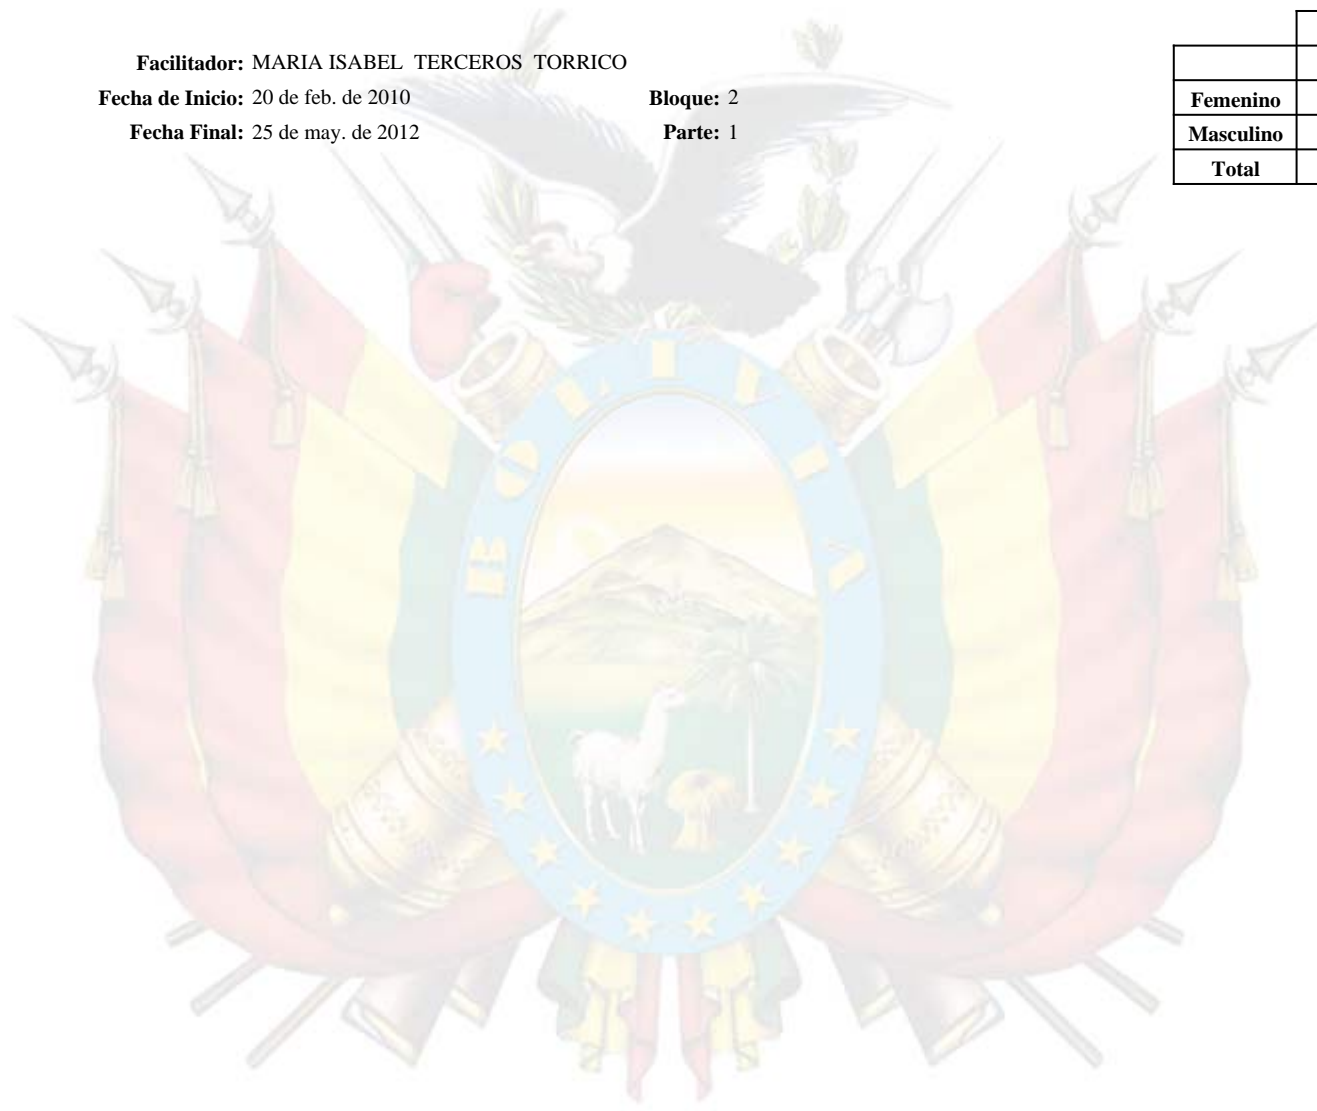 Facilitador: MARIA ISABEL TERCEROS TORRICO
Fecha de Inicio: 20 de feb. de 2010 Bloque: 2
Fecha Final: 25 de may. de 2012 Parte: 1
Femenino
Masculino
Total
BOLIVIA